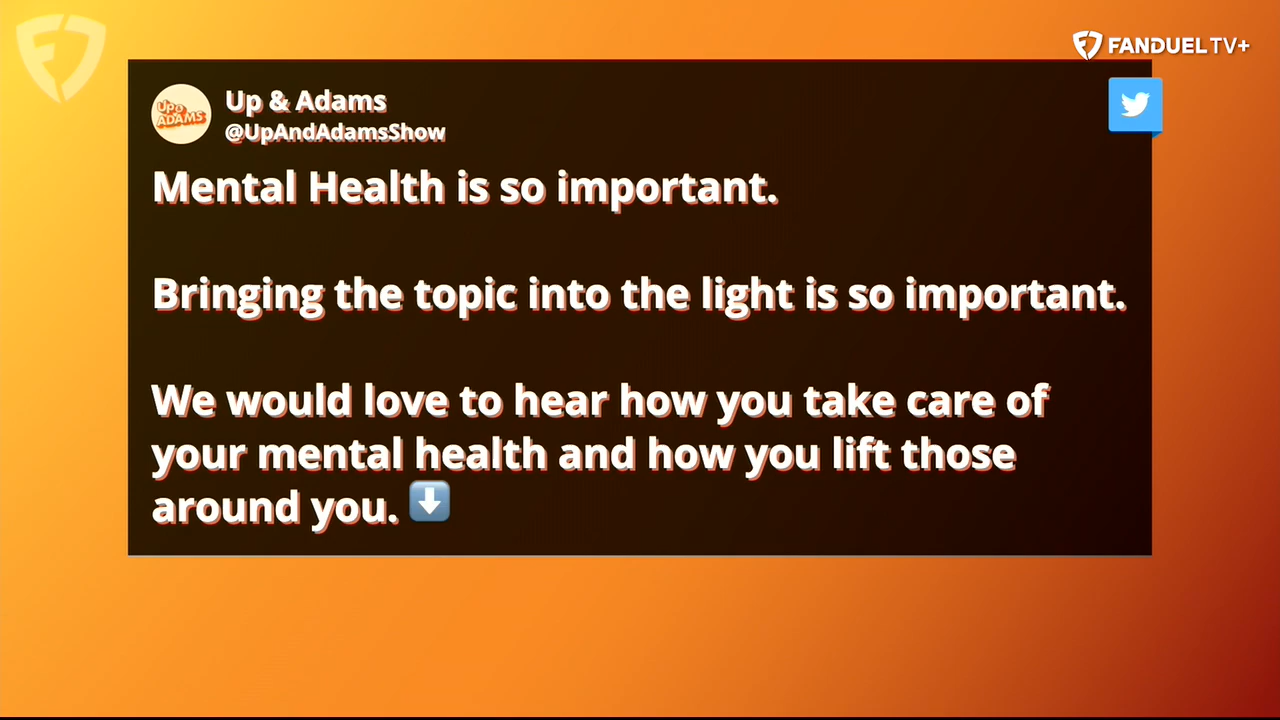 FANDUEL TV+
UP & ADAMS
Up & Adams
@UpAndAdamsShow
Mental Health is so important.
Bringing the topic into the light is so important.
We would love to hear how you take care of
your mental health and how you lift those
around you. ⬇️